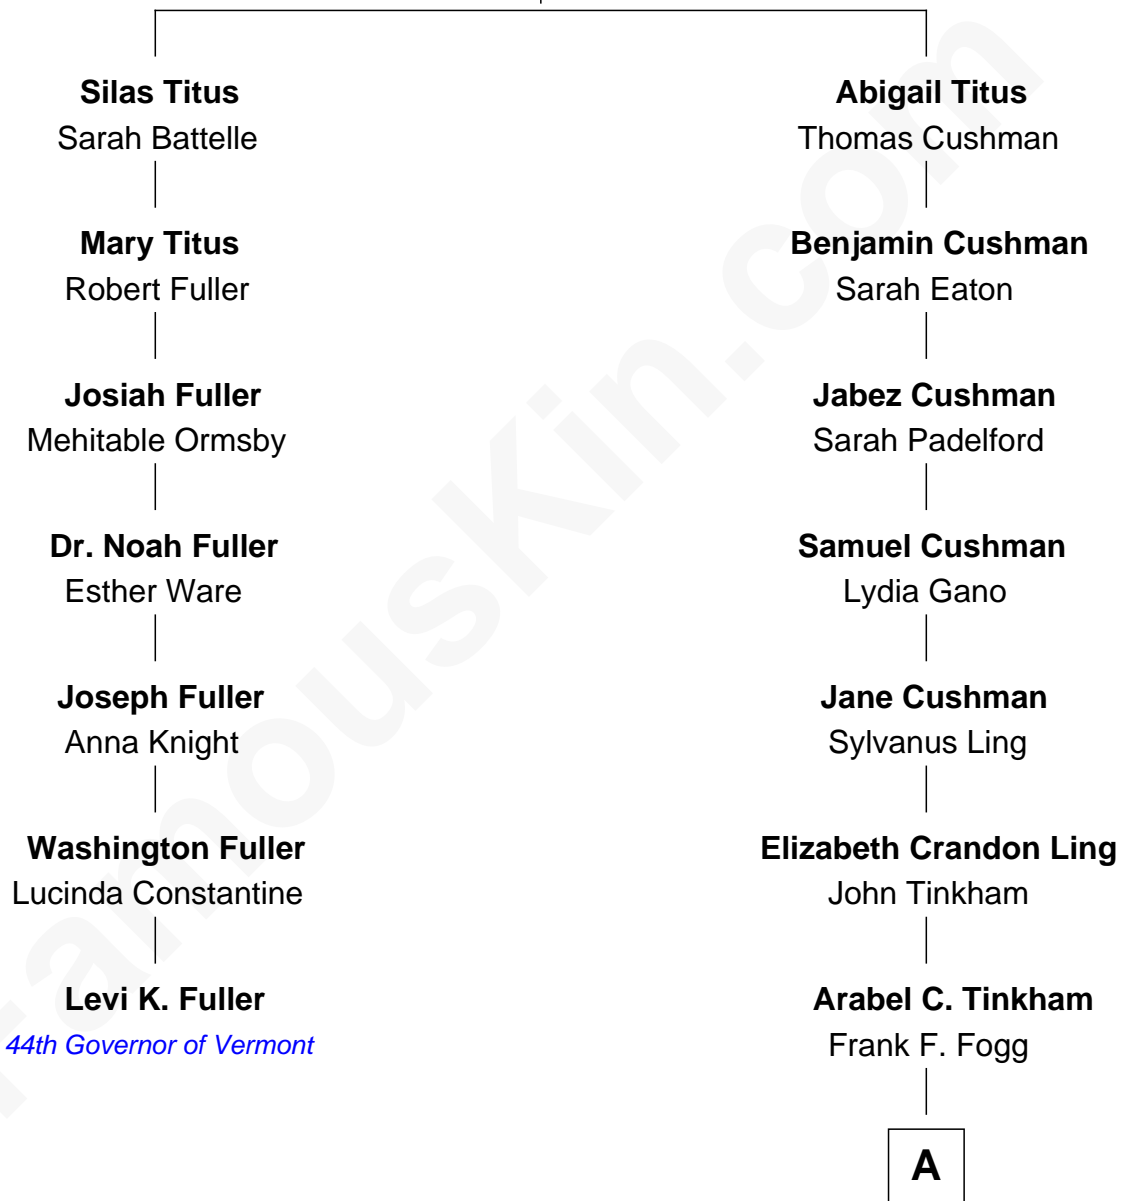 Silas Titus
Sarah Battelle
Mary Titus
Robert Fuller
Josiah Fuller
Mehitable Ormsby
Dr. Noah Fuller
Esther Ware
Joseph Fuller
Anna Knight
Washington Fuller
Lucinda Constantine
Levi K. Fuller
44th Governor of Vermont
Abigail Titus
Thomas Cushman
Benjamin Cushman
Sarah Eaton
Jabez Cushman
Sarah Padelford
Samuel Cushman
Lydia Gano
Jane Cushman
Sylvanus Ling
Elizabeth Crandon Ling
John Tinkham
Arabel C. Tinkham
Frank F. Fogg
A
FamousKin.com